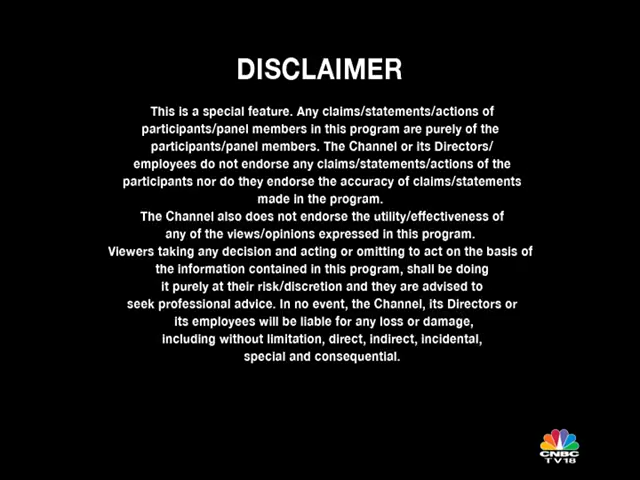 DISCLAIMER
This is a special feature. Any claims/statements/actions of
participants/panel members in this program are purely of the
participants/panel members. The Channel or its Directors/
employees do not endorse any claims/statements/actions of the
participants nor do they endorse the accuracy of claims/statements
made in the program.
The Channel also does not endorse the utility/effectiveness of
any of the views/opinions expressed in this program.
Viewers taking any decision and acting or omitting to act on the basis of
the information contained in this program, shall be doing
it purely at their risk/discretion and they are advised to
seek professional advice. In no event, the Channel, its Directors or
its employees will be liable for any loss or damage,
including without limitation, direct, indirect, incidental,
special and consequential.
CNBC
TV18